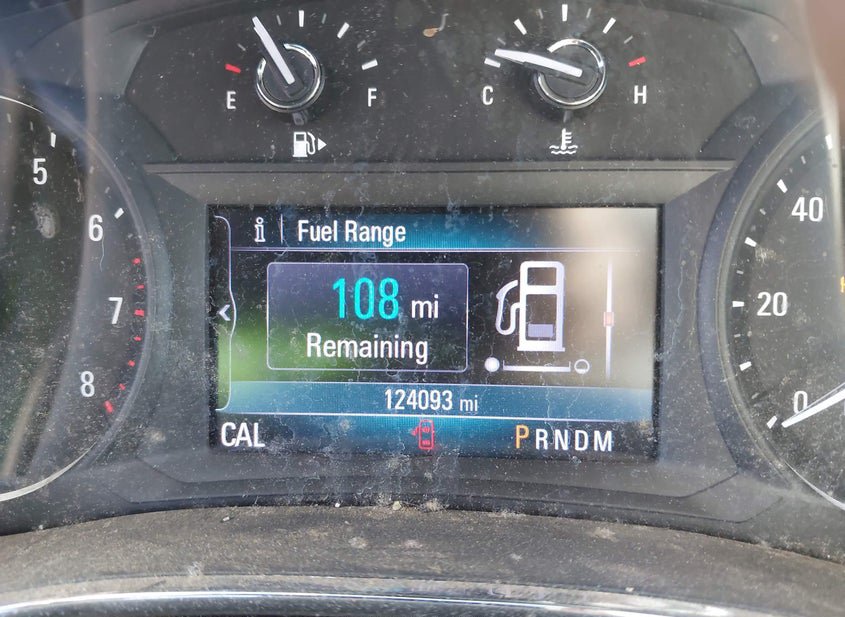 E F
C H
5
6
7
8
i Fuel Range
108 mi
Remaining
124093 mi
CAL
PRNDM
40
20
0